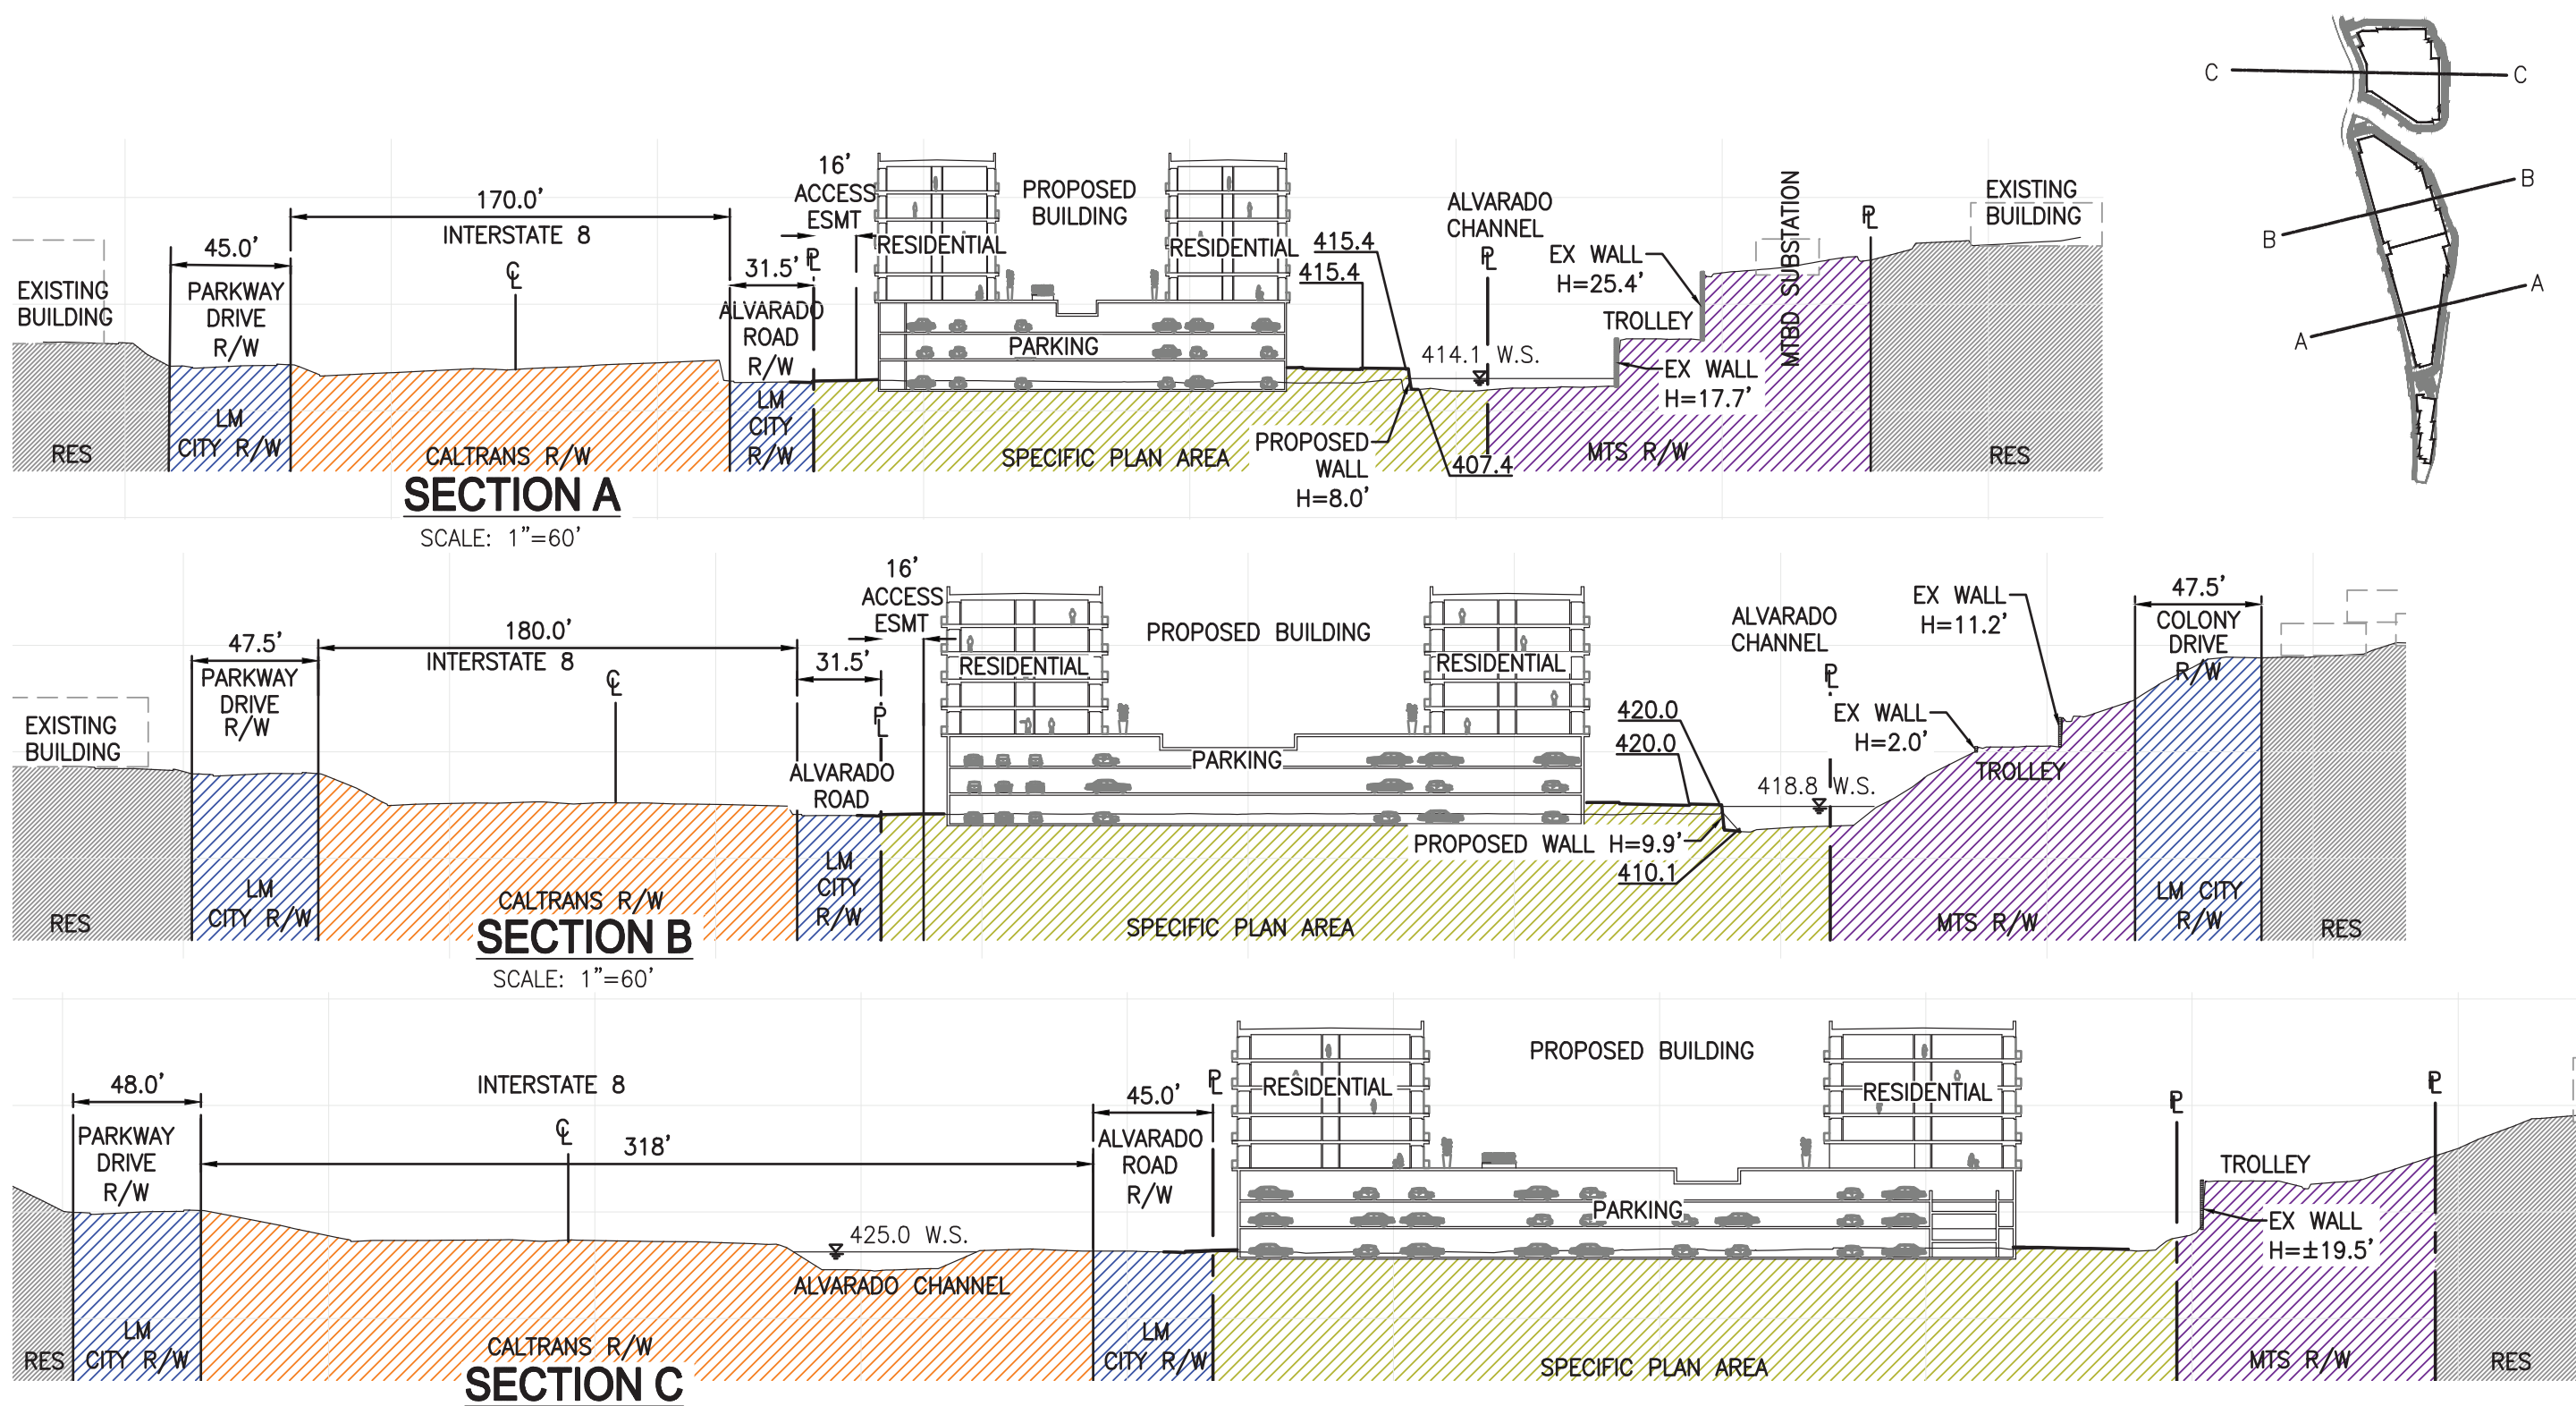 16'
ACCESS
ESMT
170.0'
INTERSTATE 8
℄
45.0'
PARKWAY
DRIVE
R/W
EXISTING
BUILDING
31.5'
ALVARADO
ROAD
R/W
PL
RESIDENTIAL
PROPOSED
BUILDING
RESIDENTIAL
PARKING
415.4
415.4
ALVARADO
CHANNEL
PL
414.1 W.S.
EX WALL
H=25.4'
TROLLEY
EX WALL
H=17.7'
MTBD SUBSTATION
PL
EXISTING
BUILDING
RES
LM
CITY R/W
CALTRANS R/W
LM
CITY
R/W
SPECIFIC PLAN AREA
PROPOSED
WALL
H=8.0'
407.4
MTS R/W
RES
SECTION A
SCALE: 1"=60'
C
C
B
B
A
A
16'
ACCESS
ESMT
47.5'
PARKWAY
DRIVE
R/W
180.0'
INTERSTATE 8
℄
31.5'
PL
EXISTING
BUILDING
ALVARADO
ROAD
RESIDENTIAL
PROPOSED BUILDING
RESIDENTIAL
PARKING
420.0
420.0
ALVARADO
CHANNEL
PL
418.8 W.S.
EX WALL
H=2.0'
EX WALL
H=11.2'
TROLLEY
47.5'
COLONY
DRIVE
R/W
PROPOSED WALL H=9.9'
410.1
RES
LM
CITY R/W
CALTRANS R/W
LM
CITY
R/W
SPECIFIC PLAN AREA
MTS R/W
LM CITY
R/W
RES
SECTION B
SCALE: 1"=60'
48.0'
PARKWAY
DRIVE
R/W
INTERSTATE 8
℄
318'
45.0'
ALVARADO
ROAD
R/W
PL
RESIDENTIAL
PROPOSED BUILDING
RESIDENTIAL
PARKING
425.0 W.S.
ALVARADO CHANNEL
PL
TROLLEY
EX WALL
H=±19.5'
PL
RES
LM
CITY R/W
CALTRANS R/W
LM
CITY R/W
SPECIFIC PLAN AREA
MTS R/W
RES
SECTION C